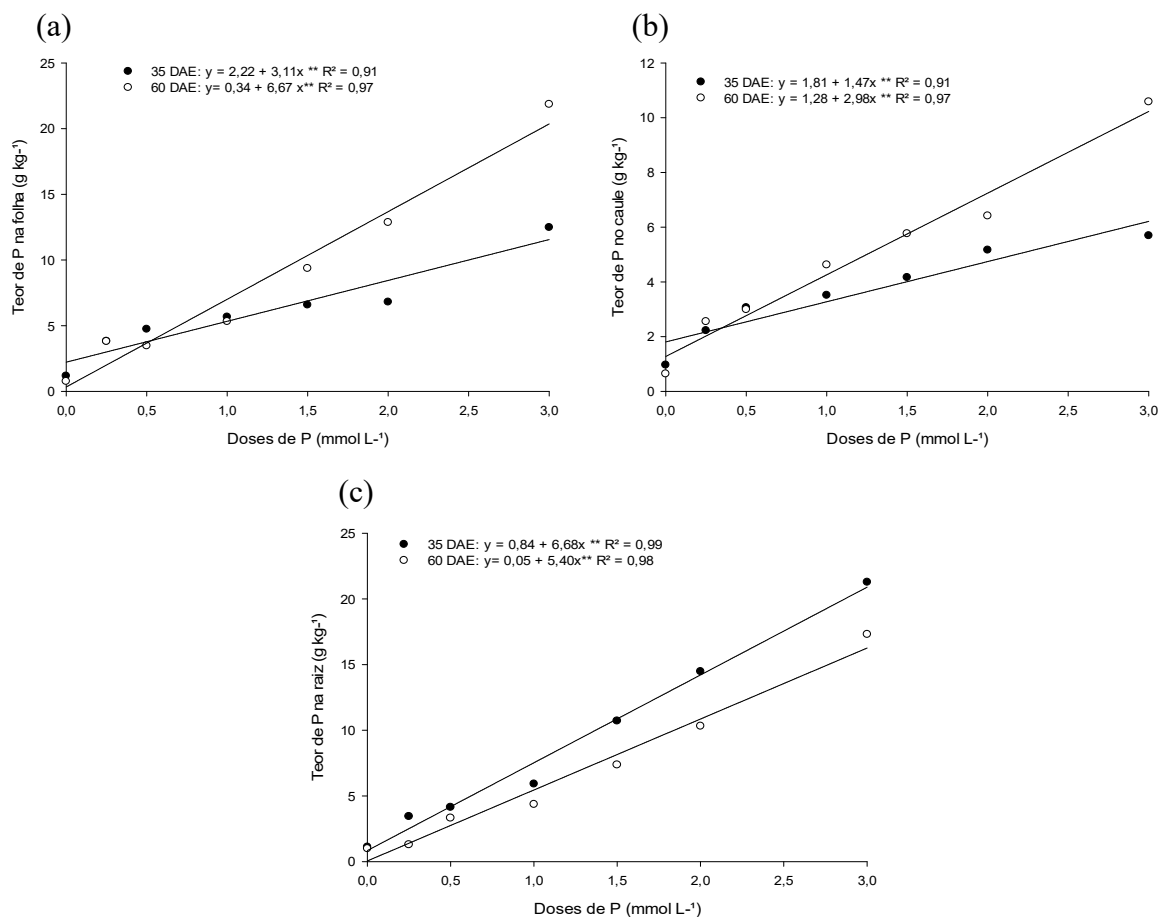 (a)
35 DAE: y = 2,22 + 3,11x ** R² = 0,91
60 DAE: y= 0,34 + 6,67 x** R² = 0,97
25
20
15
10
5
0
Teor de P na folha (g kg-¹)
0,0 0,5 1,0 1,5 2,0 3,0
Doses de P (mmol L-¹)
(b)
35 DAE: y = 1,81 + 1,47x ** R² = 0,91
60 DAE: y = 1,28 + 2,98x ** R² = 0,97
12
10
8
6
4
2
0
Teor de P no caule (g kg-¹)
0,0 0,5 1,0 1,5 2,0 3,0
Doses de P (mmol L-¹)
(c)
35 DAE: y = 0,84 + 6,68x ** R² = 0,99
60 DAE: y= 0,05 + 5,40x** R² = 0,98
25
20
15
10
5
0
Teor de P na raiz (g kg-¹)
0,0 0,5 1,0 1,5 2,0 3,0
Doses de P (mmol L-¹)